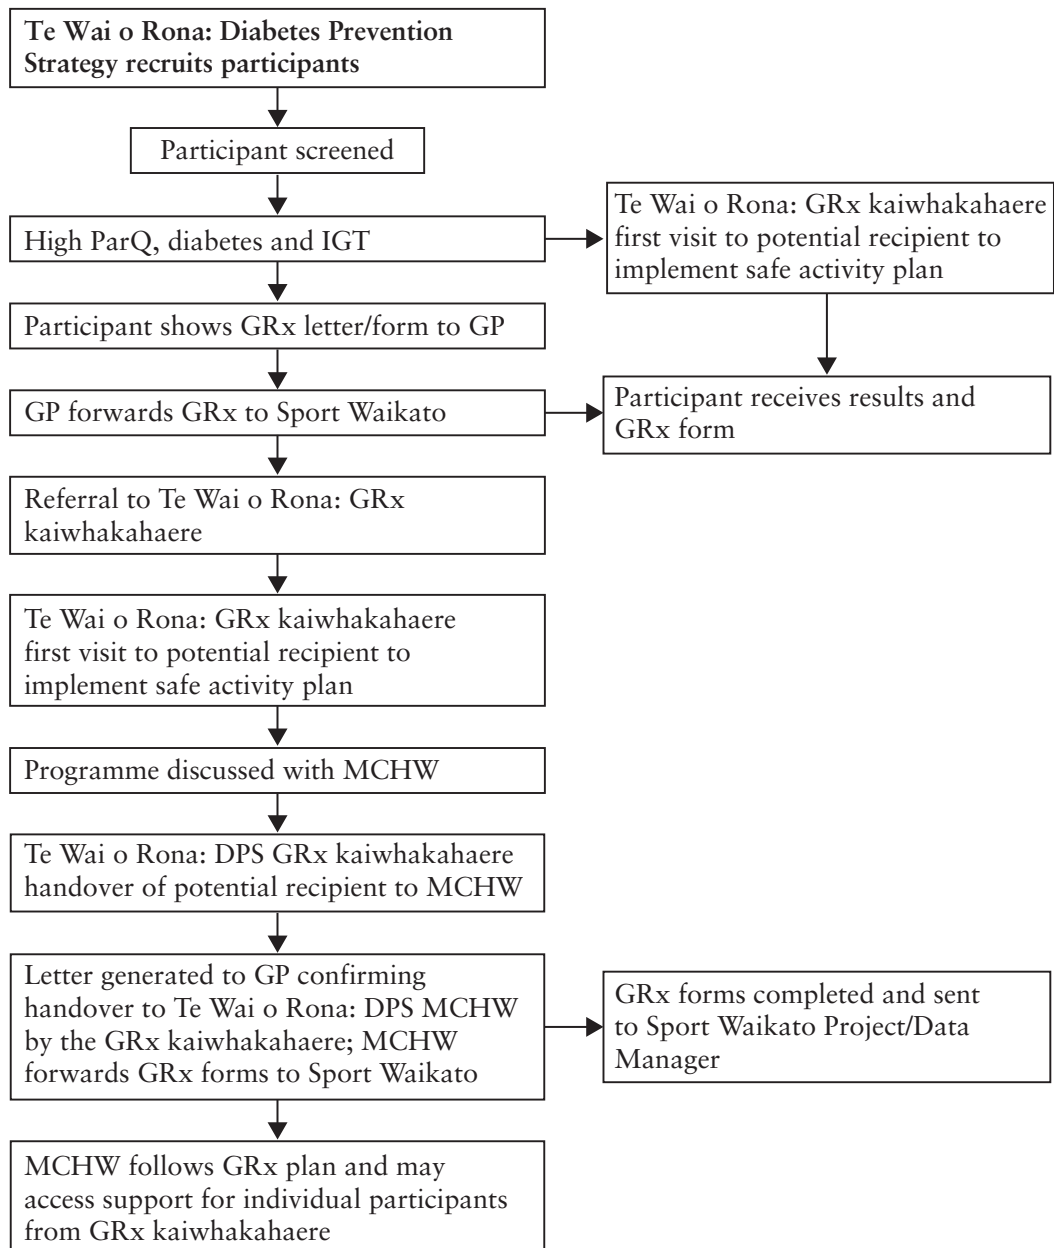 Te Wai o Rona: Diabetes Prevention
Strategy recruits participants
Participant screened
High ParQ, diabetes and IGT
Te Wai o Rona: GRx kaiwhakahaere
first visit to potential recipient to
implement safe activity plan
Participant shows GRx letter/form to GP
GP forwards GRx to Sport Waikato
Participant receives results and
GRx form
Referral to Te Wai o Rona: GRx
kaiwhakahaere
Te Wai o Rona: GRx kaiwhakahaere
first visit to potential recipient to
implement safe activity plan
Programme discussed with MCHW
Te Wai o Rona: DPS GRx kaiwhakahaere
handover of potential recipient to MCHW
Letter generated to GP confirming
handover to Te Wai o Rona: DPS MCHW
by the GRx kaiwhakahaere; MCHW
forwards GRx forms to Sport Waikato
GRx forms completed and sent
to Sport Waikato Project/Data
Manager
MCHW follows GRx plan and may
access support for individual participants
from GRx kaiwhakahaere